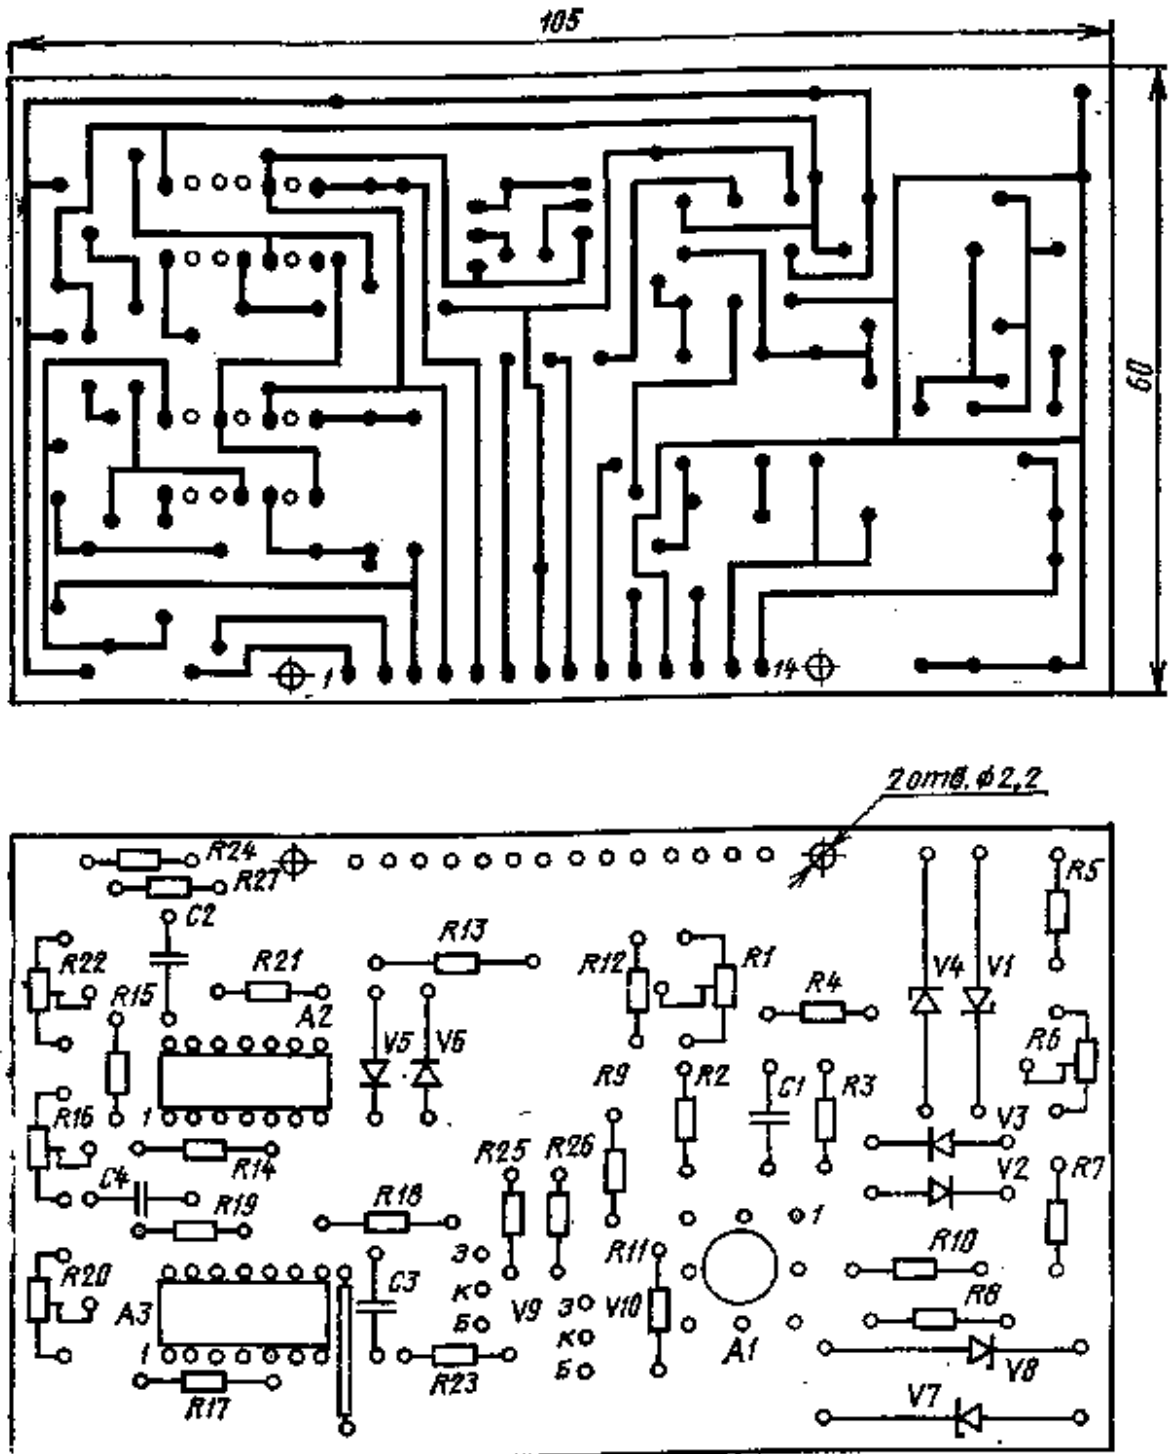 105
60
1
14
2 отв. ф2,2
R24
R27
C2
R5
R13
R22
R21
R12
R1
V4
V1
R15
R4
A2
V5
V6
R6
R9
R2
C1
R3
R16
1
V3
R25
R26
V2
R7
R14
C4
R19
R18
1
R11
R10
Э
R20
C3
К
V9
Э
V10
R8
A3
Б
К
A1
1
Б
V8
R17
R23
V7